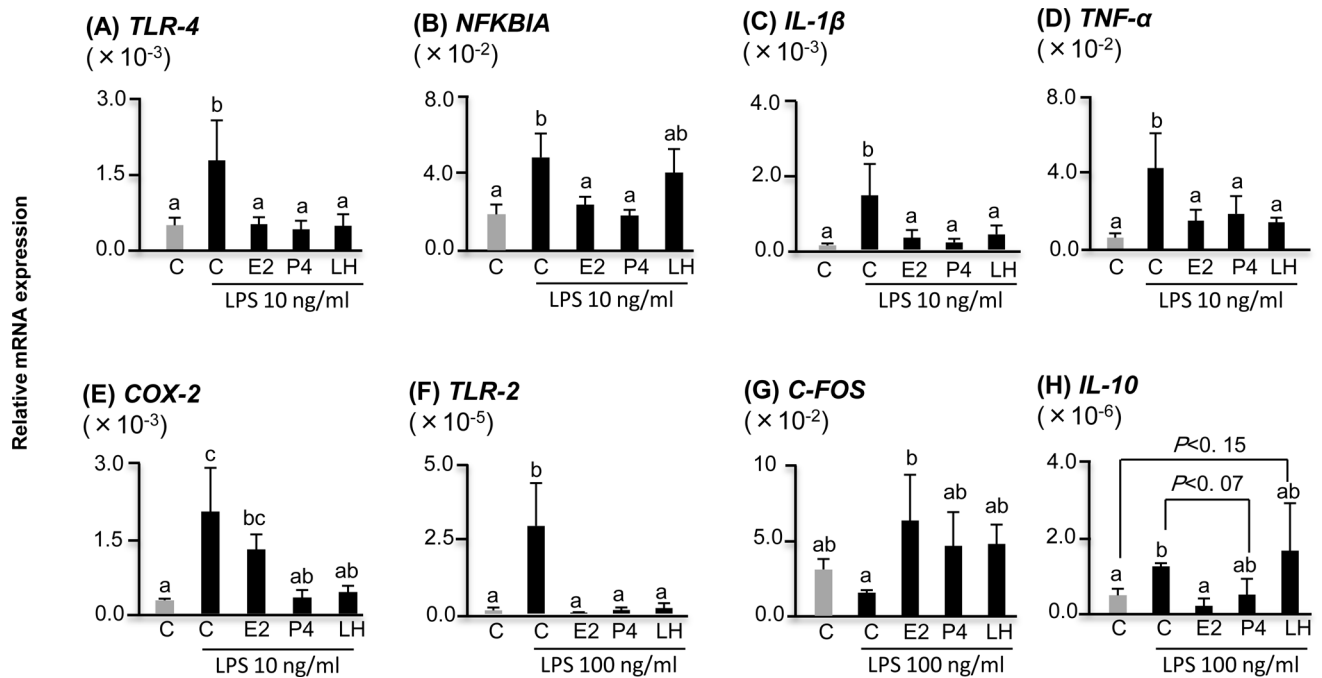 Relative mRNA expression
(A) TLR-4
(×10-3)
3.0
1.5
0.0
a
b
a
a
a
C C E2 P4 LH
LPS 10 ng/ml
(B) NFKBIA
(×10-2)
8.0
4.0
0.0
a
b
a
a
ab
C C E2 P4 LH
LPS 10 ng/ml
(C) IL-1β
(×10-3)
4.0
2.0
0.0
a
b
a
a
a
C C E2 P4 LH
LPS 10 ng/ml
(D) TNF-α
(×10-2)
8.0
4.0
0.0
a
b
a
a
a
C C E2 P4 LH
LPS 10 ng/ml
(E) COX-2
(×10-3)
3.0
1.5
0.0
a
c
bc
ab
ab
C C E2 P4 LH
LPS 10 ng/ml
(F) TLR-2
(×10-5)
5.0
2.5
0.0
a
b
a
a
a
C C E2 P4 LH
LPS 100 ng/ml
(G) C-FOS
(×10-2)
10
5.0
0.0
ab
a
b
ab
ab
C C E2 P4 LH
LPS 100 ng/ml
(H) IL-10
(×10-6)
4.0
2.0
0.0
P<0. 15
P<0. 07
a
b
a
ab
ab
C C E2 P4 LH
LPS 100 ng/ml